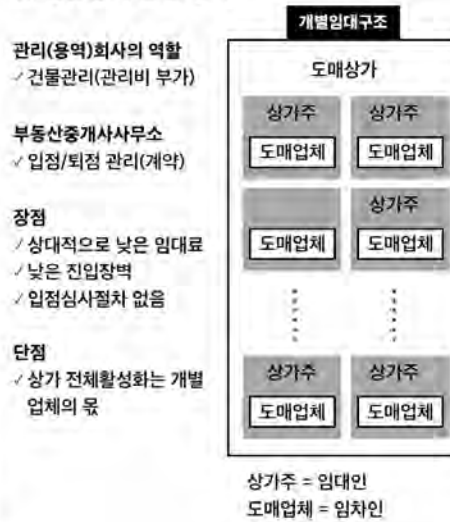 관리(용역)회사의 역할
✓ 건물관리(관리비 부가)
부동산중개사사무소
✓ 입점/퇴점 관리(계약)
장점
✓ 상대적으로 낮은 임대료
✓ 낮은 진입장벽
✓ 입점심사절차 없음
단점
✓ 상가 전체활성화는 개별
업체의 몫
개별임대구조
도매상가
상가주 상가주
도매업체 도매업체
상가주
도매업체 도매업체
상가주 상가주
도매업체 도매업체
상가주 = 임대인
도매업체 = 임차인